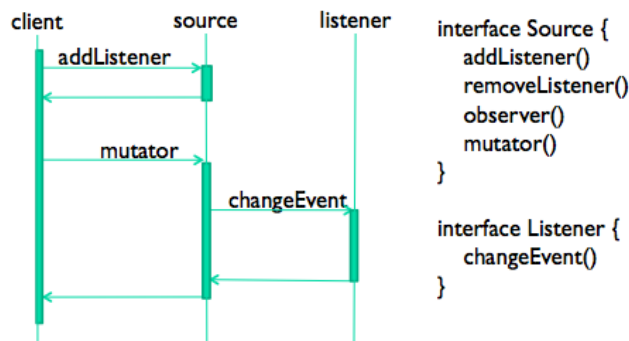 client
source
listener
addListener
mutator
changeEvent
interface Source {
addListener()
removeListener()
observer()
mutator()
}
interface Listener {
changeEvent()
}